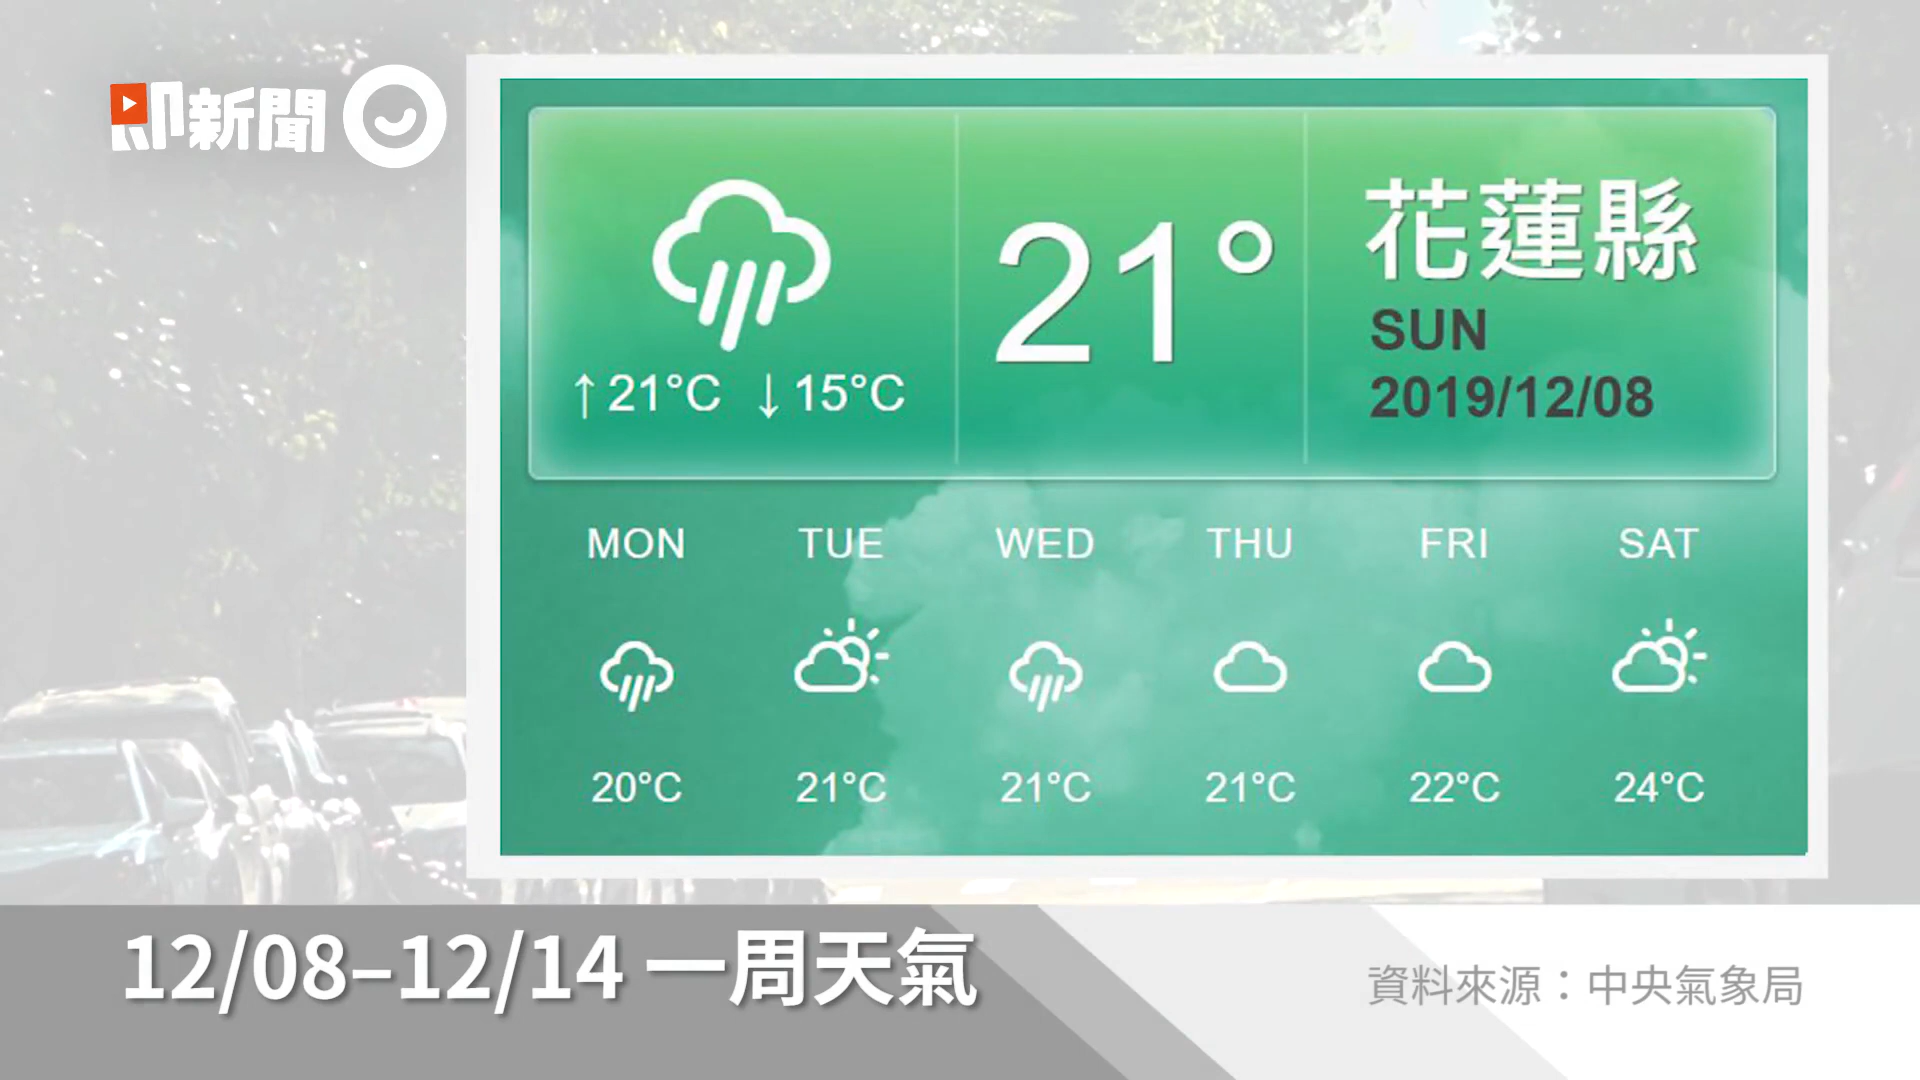 即新聞
↑21°C ↓15°C
21°
花蓮縣
SUN
2019/12/08
MON TUE WED THU FRI SAT
20°C 21°C 21°C 21°C 22°C 24°C
12/08–12/14 一周天氣
資料來源：中央氣象局